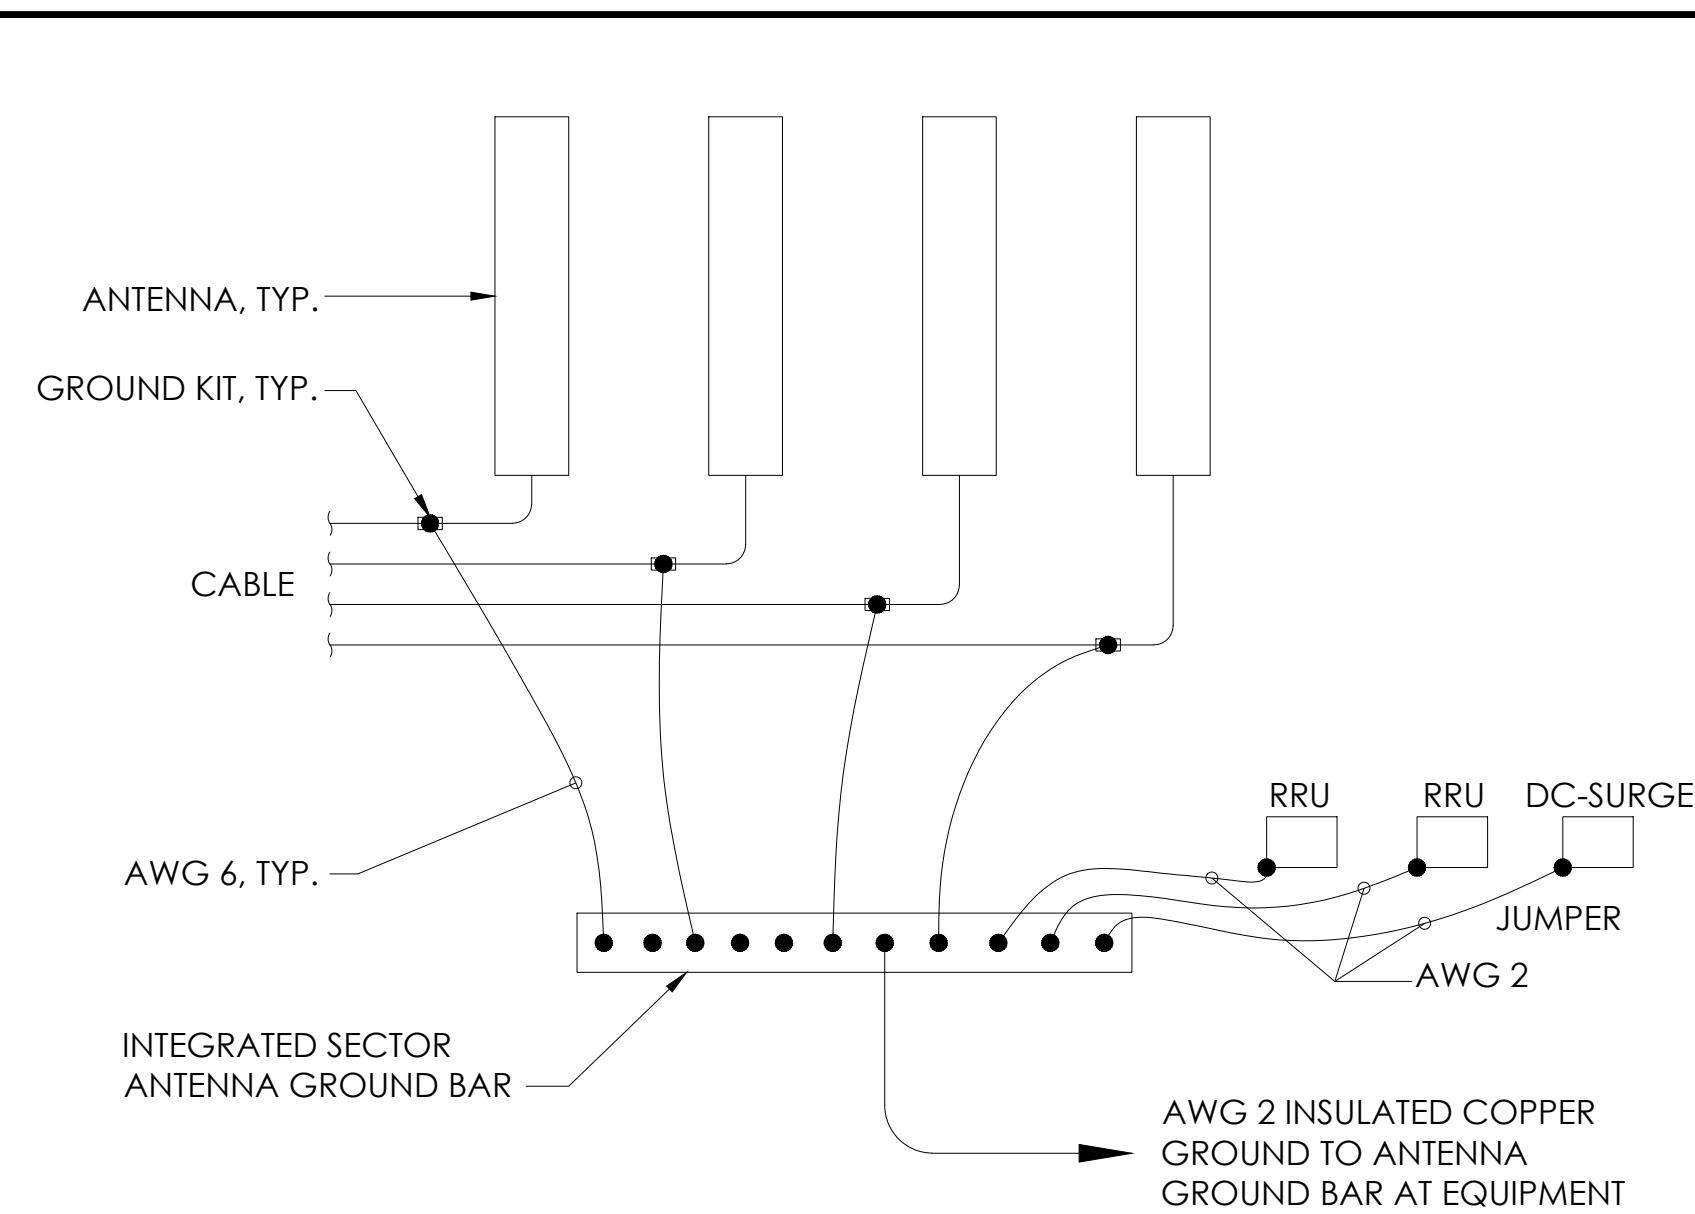 ANTENNA, TYP.
GROUND KIT, TYP.
CABLE
RRU
RRU
DC-SURGE
AWG 6, TYP.
JUMPER
AWG 2
INTEGRATED SECTOR
ANTENNA GROUND BAR
AWG 2 INSULATED COPPER
GROUND TO ANTENNA
GROUND BAR AT EQUIPMENT